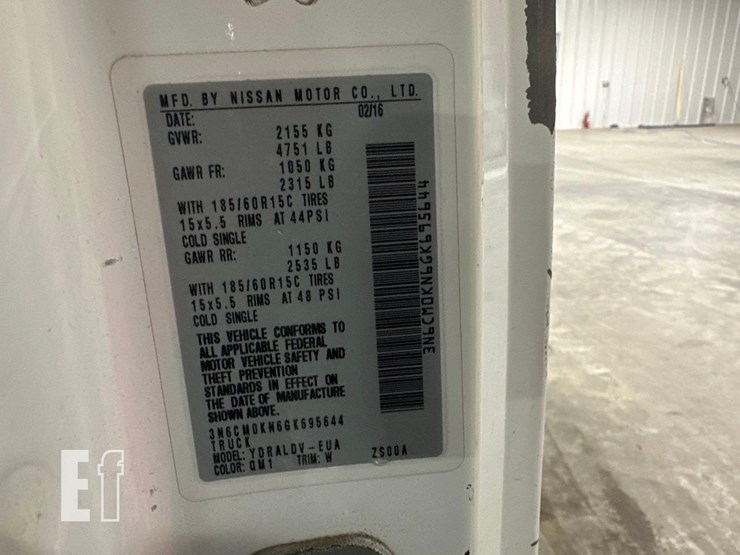 MFD. BY NISSAN MOTOR CO., LTD.
DATE: 02/16
GVWR: 2155 KG
4751 LB
GAWR FR: 1050 KG
2315 LB
WITH 185/60R15C TIRES
15x5.5 RIMS AT 44PSI
COLD SINGLE
GAWR RR: 1150 KG
2535 LB
WITH 185/60R15C TIRES
15x5.5 RIMS AT 48 PSI
COLD SINGLE
THIS VEHICLE CONFORMS TO
ALL APPLICABLE FEDERAL
MOTOR VEHICLE SAFETY AND
THEFT PREVENTION
STANDARDS IN EFFECT ON
THE DATE OF MANUFACTURE
SHOWN ABOVE.
3N6CM0KN6GK695644
TRUCK
MODEL: YDRALDV-EUA
COLOR: QM1 TRIM: W ZS00A
3N6CM0KN6GK695644
Ef